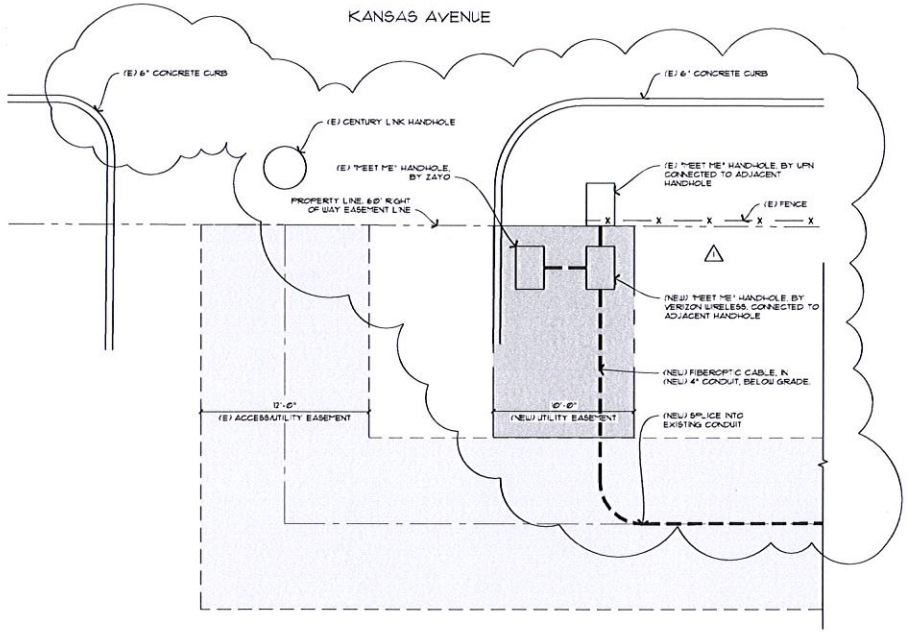 KANSAS AVENUE
(E) 6" CONCRETE CURB
(E) 6" CONCRETE CURB
(E) CENTURY LINK HANDHOLE
(E) "MEET ME" HANDHOLE,
BY ZAYO
(E) "MEET ME" HANDHOLE, BY UPN
CONNECTED TO ADJACENT
HANDHOLE
PROPERTY LINE, 60' RIGHT
OF WAY EASEMENT LINE
(E) FENCE
X X X X X
1
(NEW) "MEET ME" HANDHOLE, BY
VERIZON WIRELESS, CONNECTED TO
ADJACENT HANDHOLE
(NEW) FIBEROPTIC CABLE, IN
(NEW) 4" CONDUIT, BELOW GRADE.
12'-0"
(E) ACCESS/UTILITY EASEMENT
10'-0"
(NEW) UTILITY EASEMENT
(NEW) SPLICE INTO
EXISTING CONDUIT